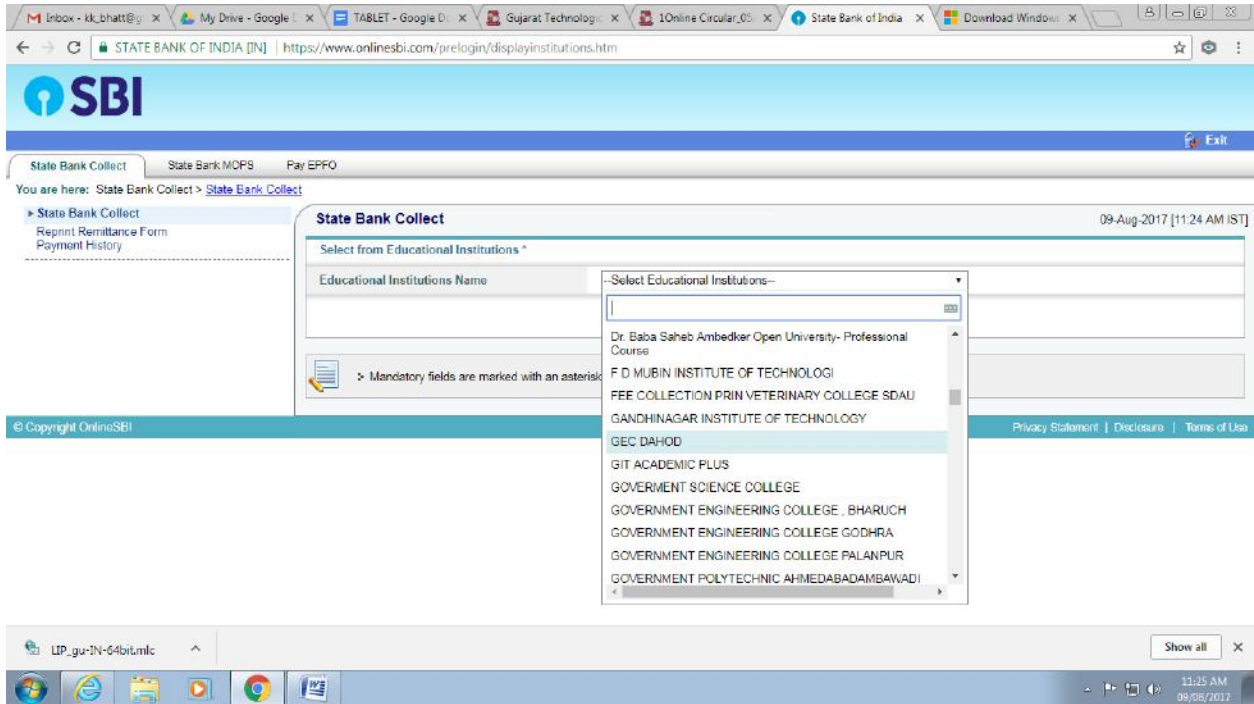 Inbox - kk_bhatt@g
My Drive - Google D
TABLET - Google D
Gujarat Technologic
1Online Circular_05
State Bank of India
Download Windows
STATE BANK OF INDIA [IN] https://www.onlinesbi.com/prelogin/displayinstitutions.htm
SBI
Exit
State Bank Collect State Bank MOPS Pay EPFO
You are here: State Bank Collect > State Bank Collect
State Bank Collect
Reprint Remittance Form
Payment History
State Bank Collect 09-Aug-2017 [11:24 AM IST]
Select from Educational Institutions *
Educational Institutions Name --Select Educational Institutions--
Dr. Baba Saheb Ambedker Open University- Professional
Course
F D MUBIN INSTITUTE OF TECHNOLOGI
FEE COLLECTION PRIN VETERINARY COLLEGE SDAU
GANDHINAGAR INSTITUTE OF TECHNOLOGY
GEC DAHOD
GIT ACADEMIC PLUS
GOVERMENT SCIENCE COLLEGE
GOVERNMENT ENGINEERING COLLEGE , BHARUCH
GOVERNMENT ENGINEERING COLLEGE GODHRA
GOVERNMENT ENGINEERING COLLEGE PALANPUR
GOVERNMENT POLYTECHNIC AHMEDABADAMBAWADI
> Mandatory fields are marked with an asterisk
© Copyright OnlineSBI Privacy Statement | Disclosure | Terms of Use
LIP_gu-IN-64bit.mlc Show all
11:25 AM
09/08/2017